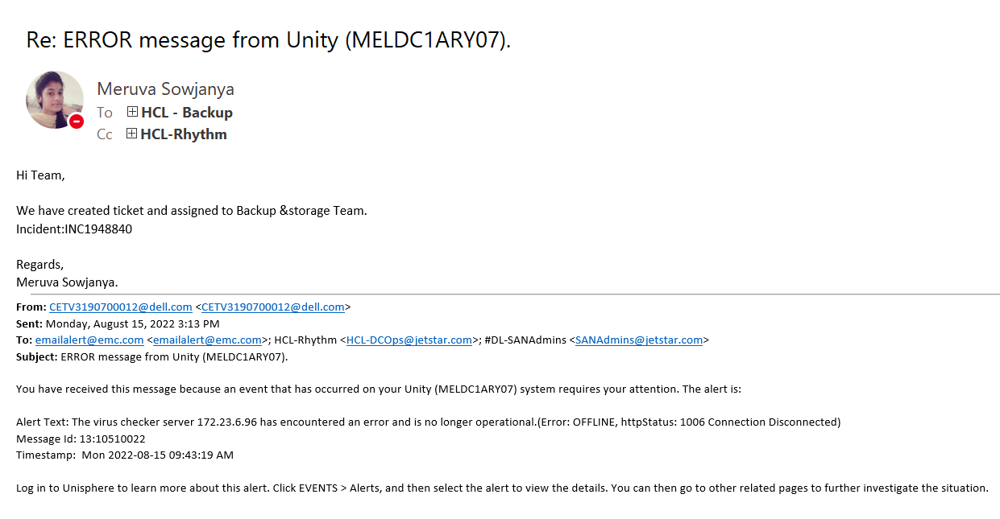 Re: ERROR message from Unity (MELDC1ARY07).
Meruva Sowjanya
To HCL - Backup
Cc HCL-Rhythm
Hi Team,
We have created ticket and assigned to Backup &storage Team.
Incident:INC1948840
Regards,
Meruva Sowjanya.
From: CETV3190700012@dell.com <CETV3190700012@dell.com>
Sent: Monday, August 15, 2022 3:13 PM
To: emailalert@emc.com <emailalert@emc.com>; HCL-Rhythm <HCL-DCOps@jetstar.com>; #DL-SANAdmins <SANAdmins@jetstar.com>
Subject: ERROR message from Unity (MELDC1ARY07).
You have received this message because an event that has occurred on your Unity (MELDC1ARY07) system requires your attention. The alert is:
Alert Text: The virus checker server 172.23.6.96 has encountered an error and is no longer operational.(Error: OFFLINE, httpStatus: 1006 Connection Disconnected)
Message Id: 13:10510022
Timestamp:  Mon 2022-08-15 09:43:19 AM
Log in to Unisphere to learn more about this alert. Click EVENTS > Alerts, and then select the alert to view the details. You can then go to other related pages to further investigate the situation.